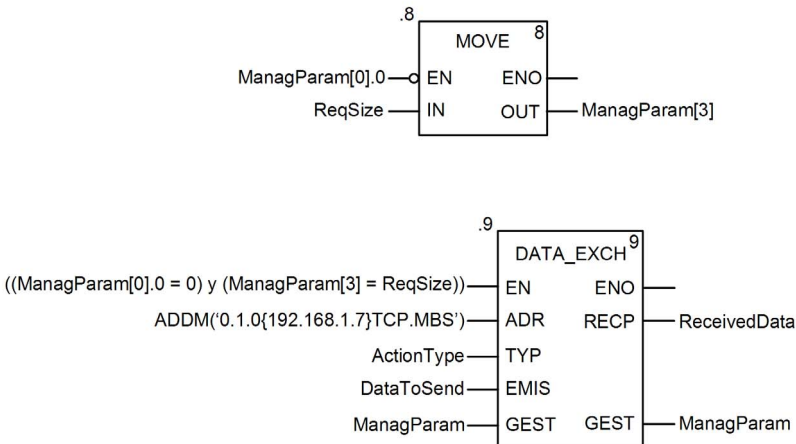 .8
MOVE 8
ManagParam[0].0 EN ENO
ReqSize IN OUT ManagParam[3]
.9
DATA_EXCH 9
((ManagParam[0].0 = 0) y (ManagParam[3] = ReqSize)) EN ENO
ADDM(‘0.1.0{192.168.1.7}TCP.MBS’) ADR RECP ReceivedData
ActionType TYP
DataToSend EMIS
ManagParam GEST GEST ManagParam